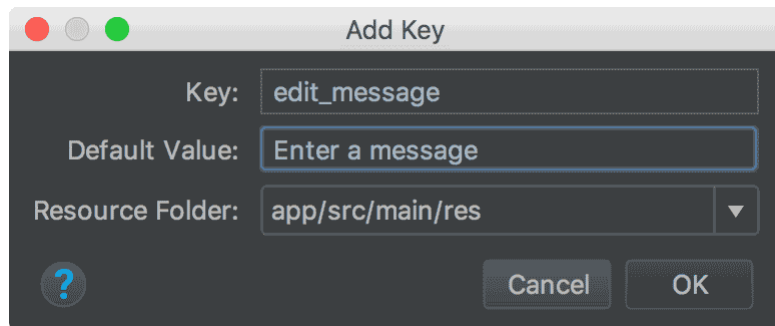 Add Key
Key: edit_message
Default Value: Enter a message
Resource Folder: app/src/main/res
? Cancel OK